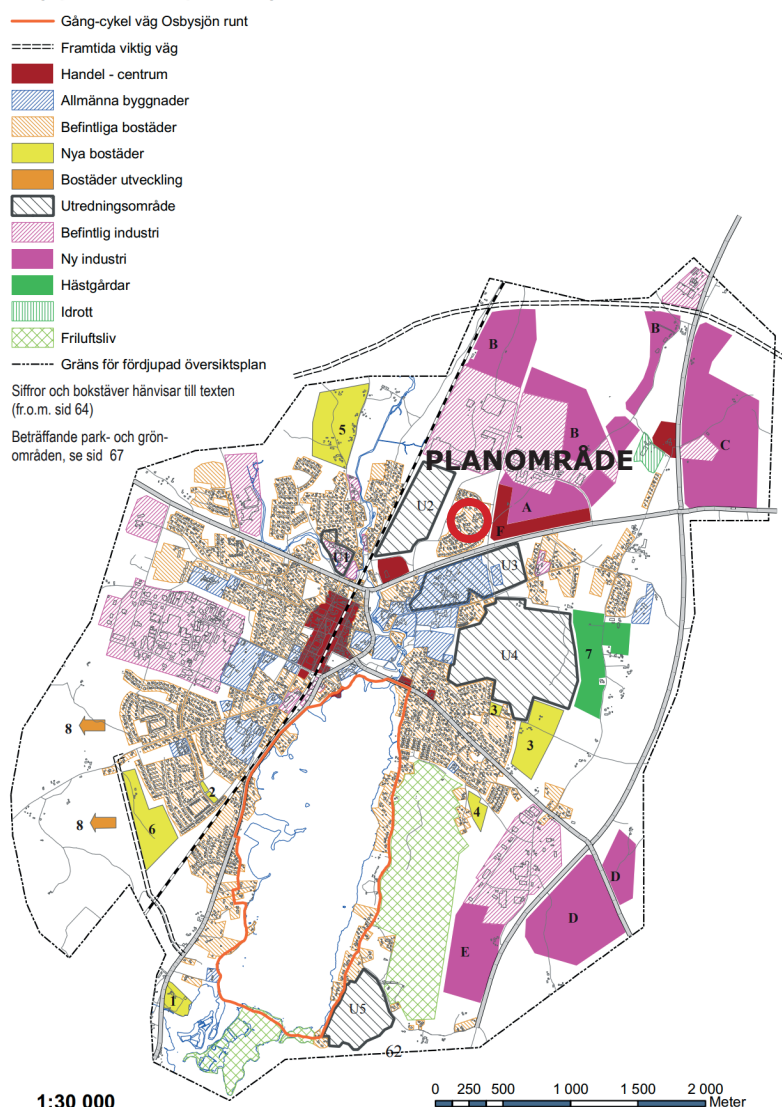 Gång-cykel väg Osbysjön runt
Framtida viktig väg
Handel - centrum
Allmänna byggnader
Befintliga bostäder
Nya bostäder
Bostäder utveckling
Utredningsområde
Befintlig industri
Ny industri
Hästgårdar
Idrott
Friluftsliv
Gräns för fördjupad översiktsplan
Siffror och bokstäver hänvisar till texten
(fr.o.m. sid 64)
Beträffande park- och grön-
områden, se sid 67
B
B
5
B
C
PLANOMRÅDE
U2
A
F
U1
U3
U4
7
8
3
3
2
4
6
8
D
D
E
1
U5
62
1:30 000
0 250 500 1 000 1 500 2 000
Meter